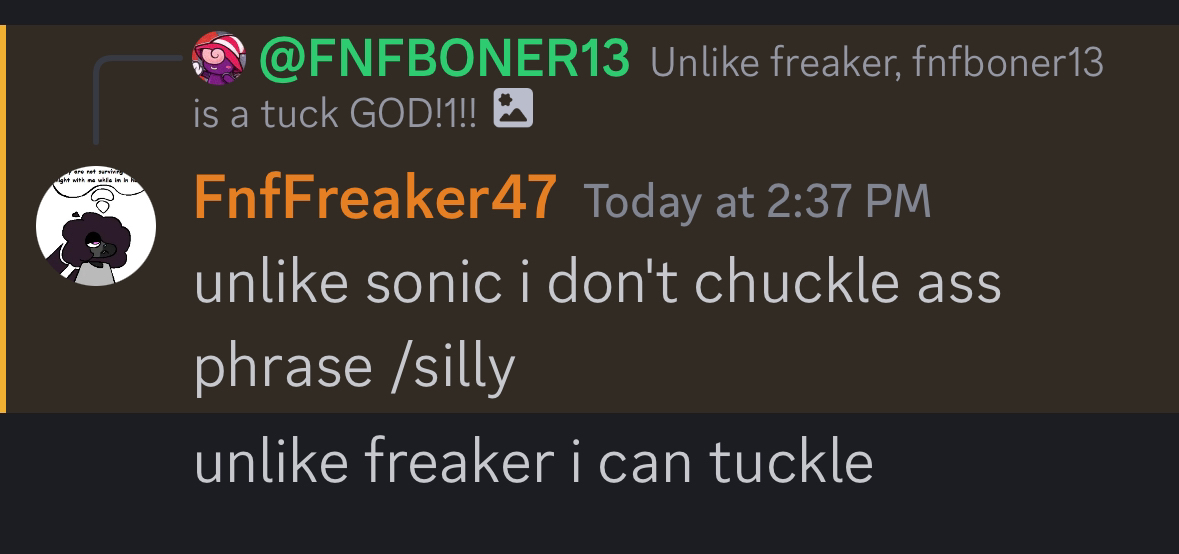 @FNFBONER13 Unlike freaker, fnfboner13
is a tuck GOD!1!!
FnfFreaker47 Today at 2:37 PM
unlike sonic i don't chuckle ass
phrase /silly
unlike freaker i can tuckle